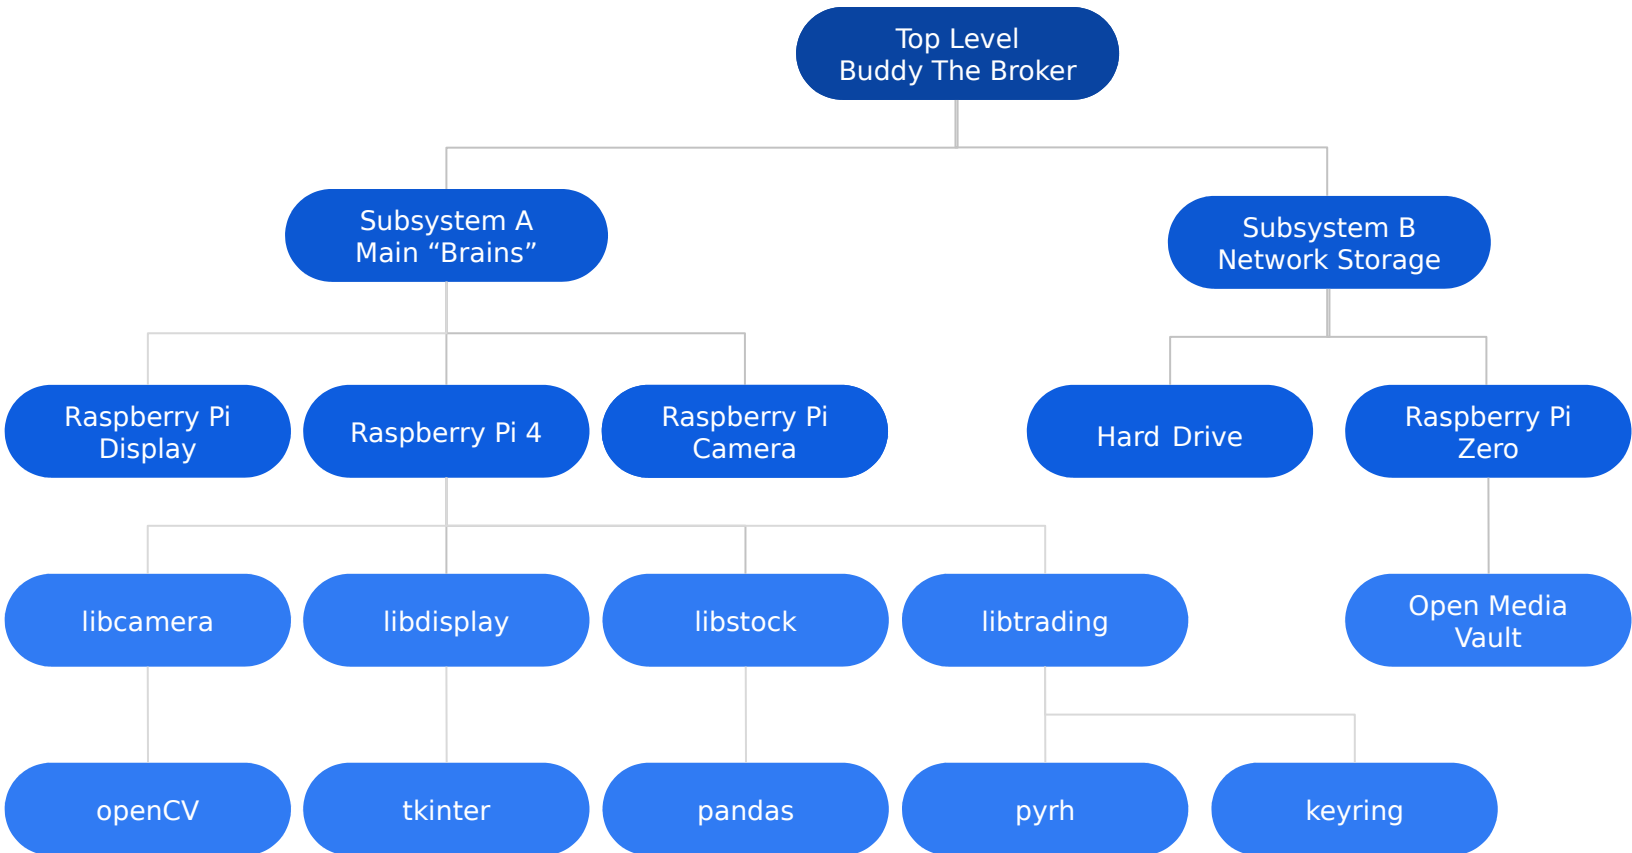 Top Level
Buddy The Broker
Subsystem A
Main “Brains”
Subsystem B
Network Storage
Raspberry Pi
Display
Raspberry Pi 4
Raspberry Pi
Camera
Hard Drive
Raspberry Pi
Zero
libcamera
libdisplay
libstock
libtrading
Open Media
Vault
openCV
tkinter
pandas
pyrh
keyring